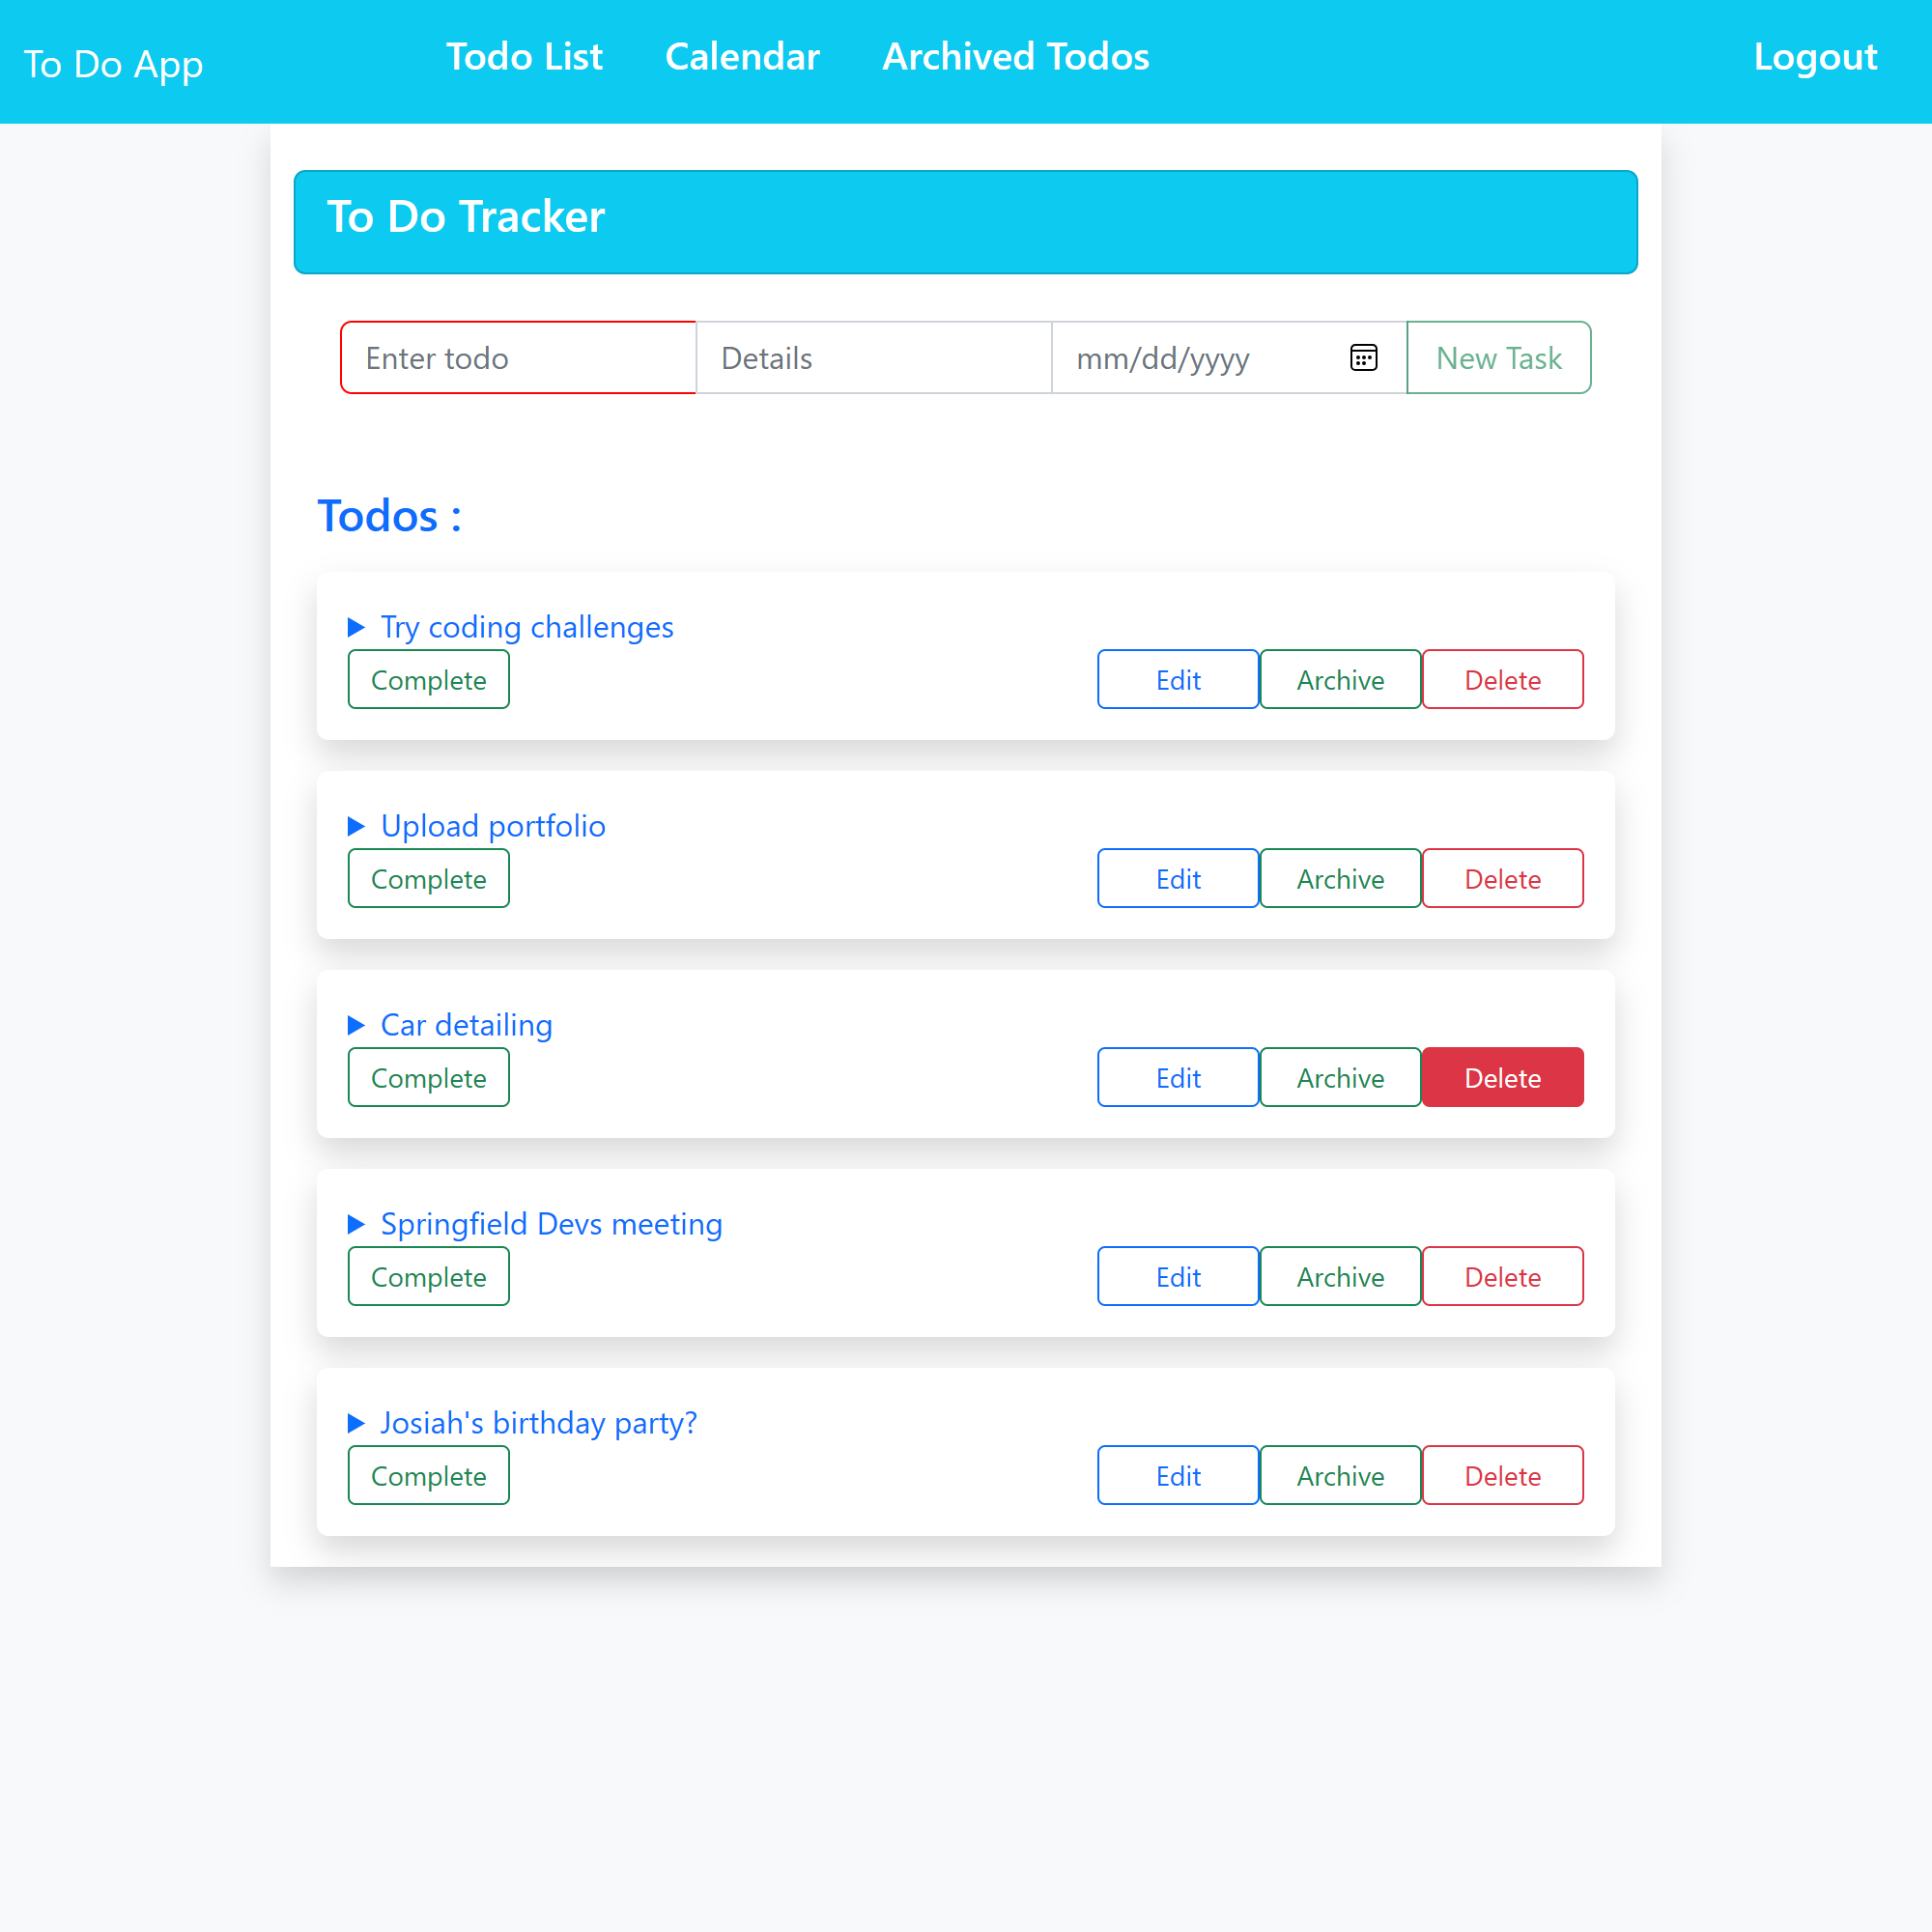 To Do App Todo List Calendar Archived Todos Logout
To Do Tracker
Enter todo Details mm/dd/yyyy New Task
Todos :
Try coding challenges
Complete Edit Archive Delete
Upload portfolio
Complete Edit Archive Delete
Car detailing
Complete Edit Archive Delete
Springfield Devs meeting
Complete Edit Archive Delete
Josiah's birthday party?
Complete Edit Archive Delete